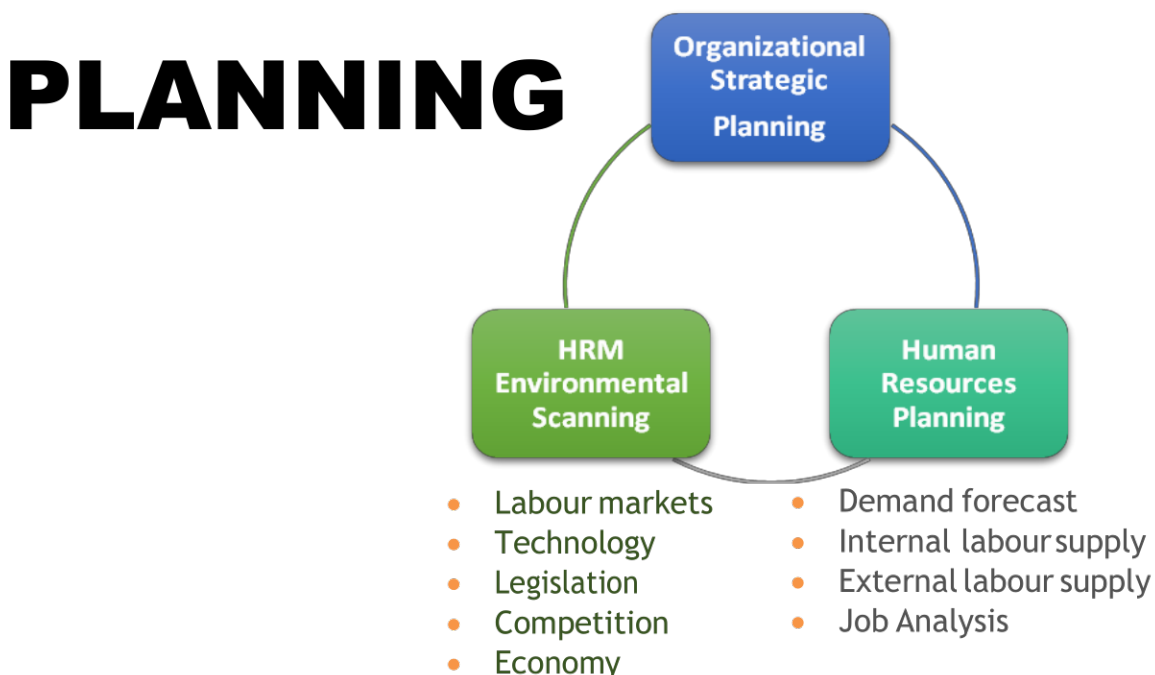 PLANNING
Organizational
Strategic
Planning
HRM
Environmental
Scanning
Human
Resources
Planning
• Labour markets
• Technology
• Legislation
• Competition
• Economy
• Demand forecast
• Internal labour supply
• External labour supply
• Job Analysis